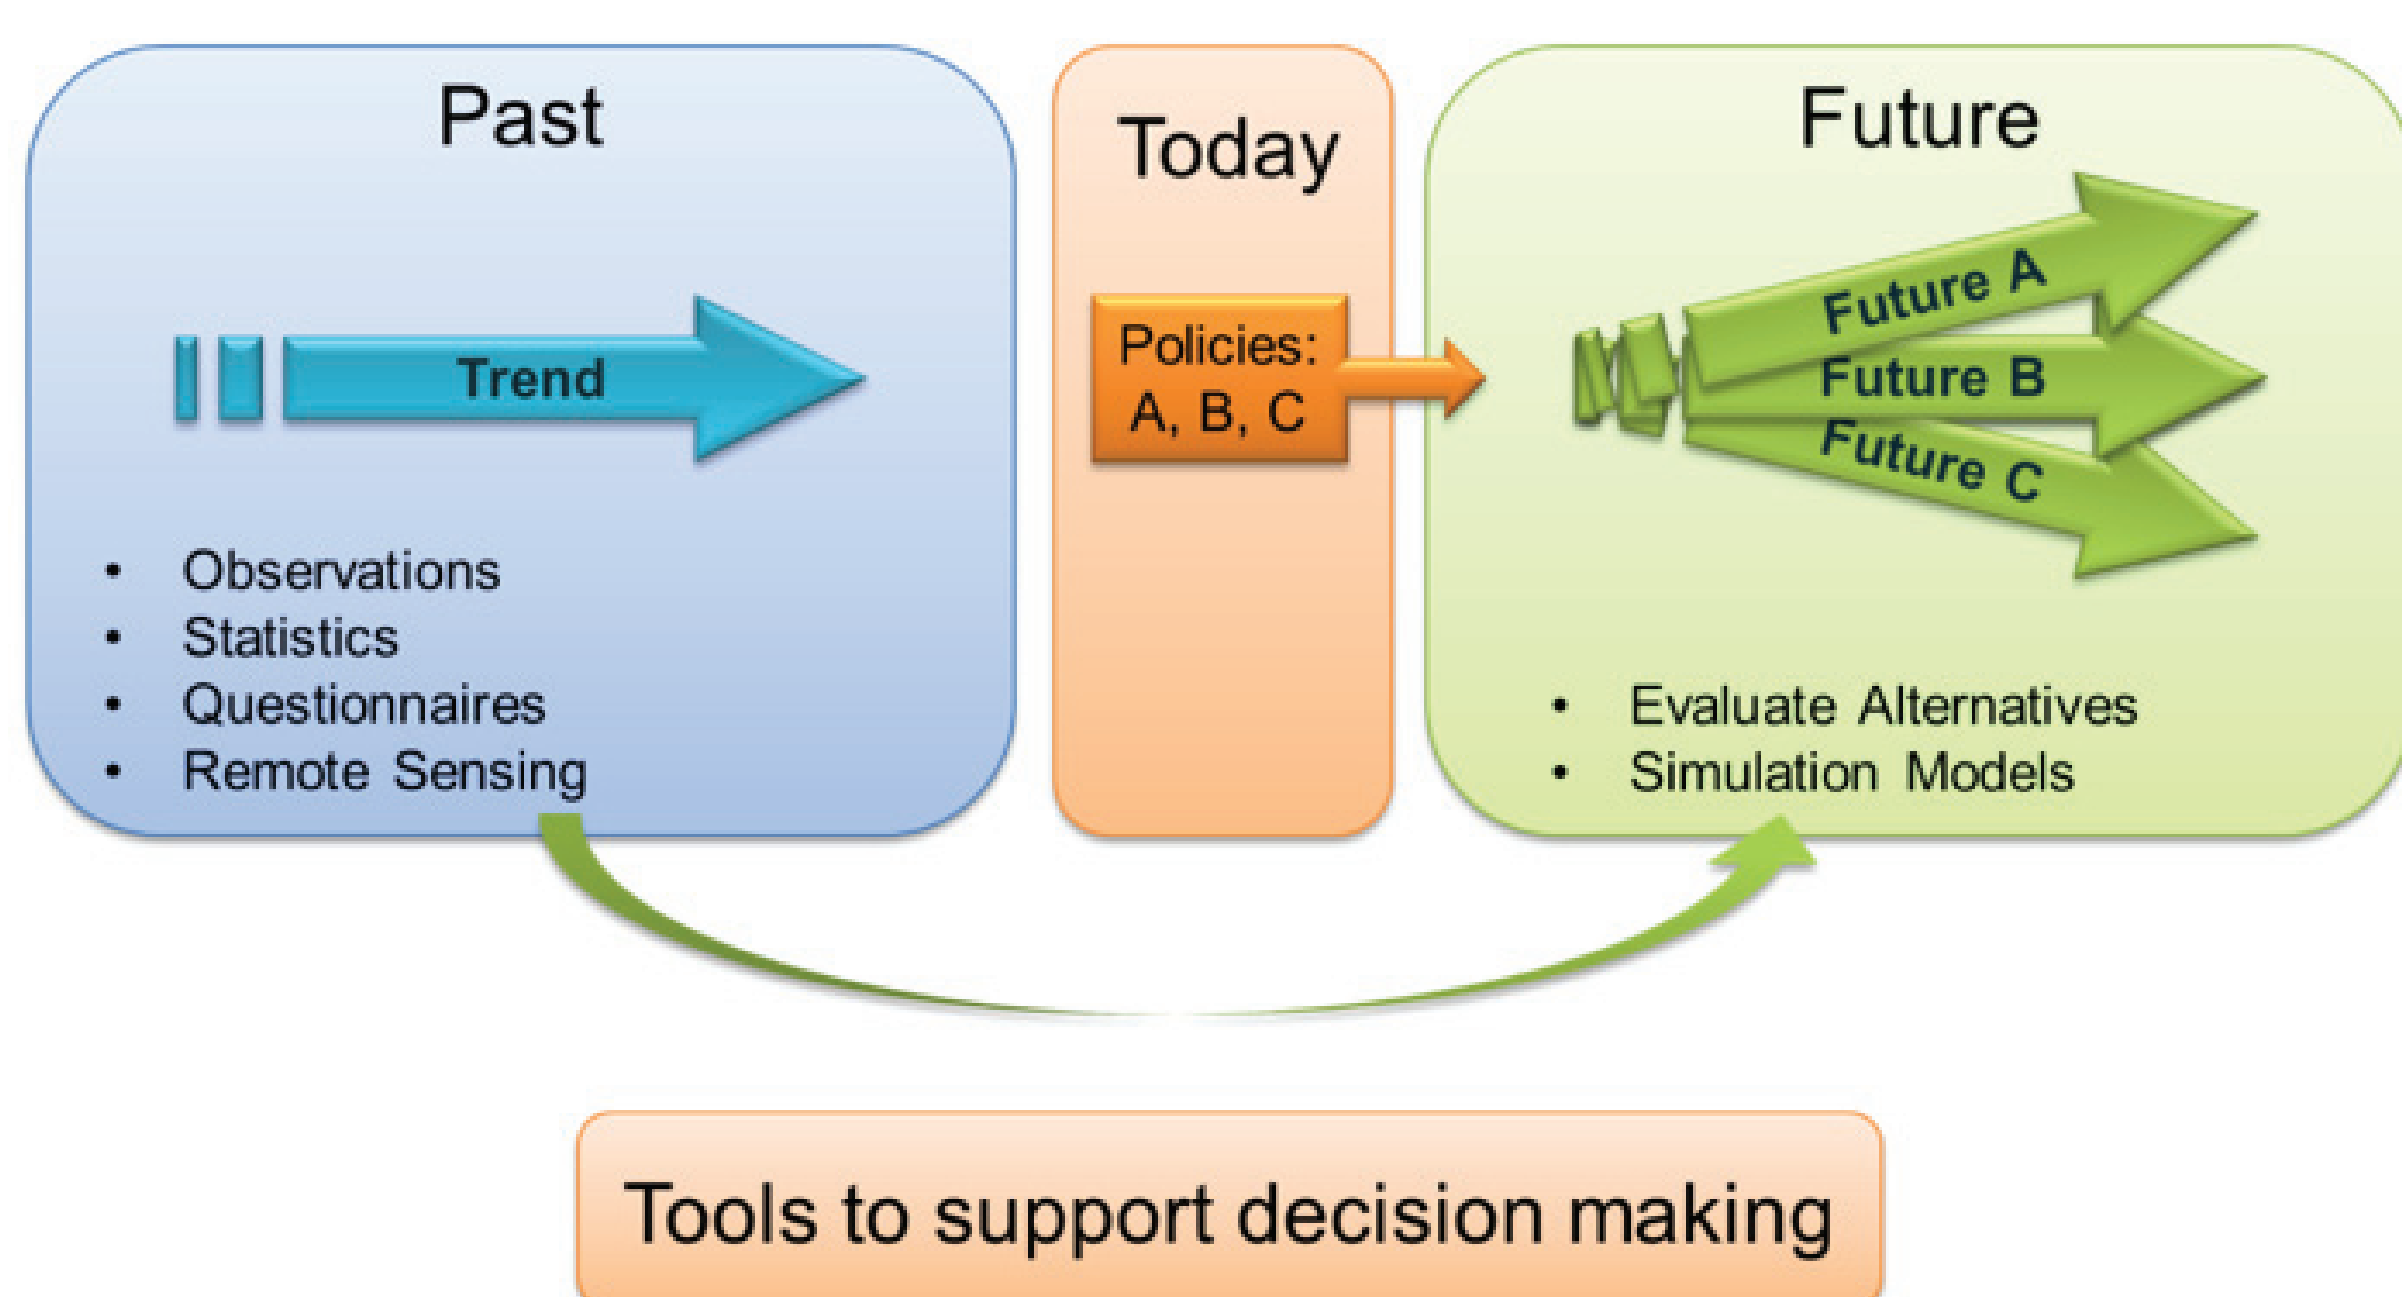 Past
Trend
• Observations
• Statistics
• Questionnaires
• Remote Sensing
Today
Policies:
A, B, C
Future
Future A
Future B
Future C
• Evaluate Alternatives
• Simulation Models
Tools to support decision making